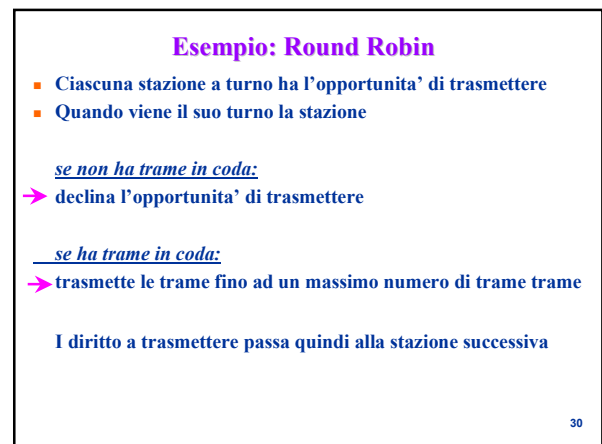 Esempio: Round Robin
Ciascuna stazione a turno ha l'opportunita' di trasmettere
Quando viene il suo turno la stazione
se non ha trame in coda:
declina l'opportunita' di trasmettere
se ha trame in coda:
trasmette le trame fino ad un massimo numero di trame trame
I diritto a trasmettere passa quindi alla stazione successiva
30